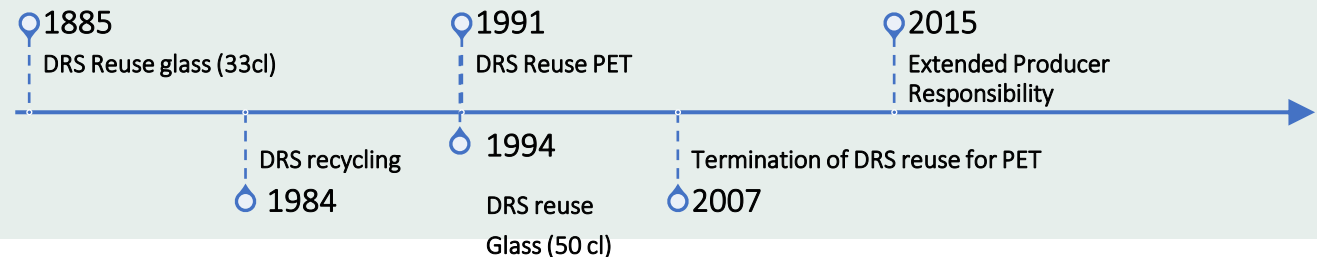 1885
DRS Reuse glass (33cl)
1991
DRS Reuse PET
2015
Extended Producer
Responsibility
DRS recycling
1984
1994
DRS reuse
Glass (50 cl)
Termination of DRS reuse for PET
2007